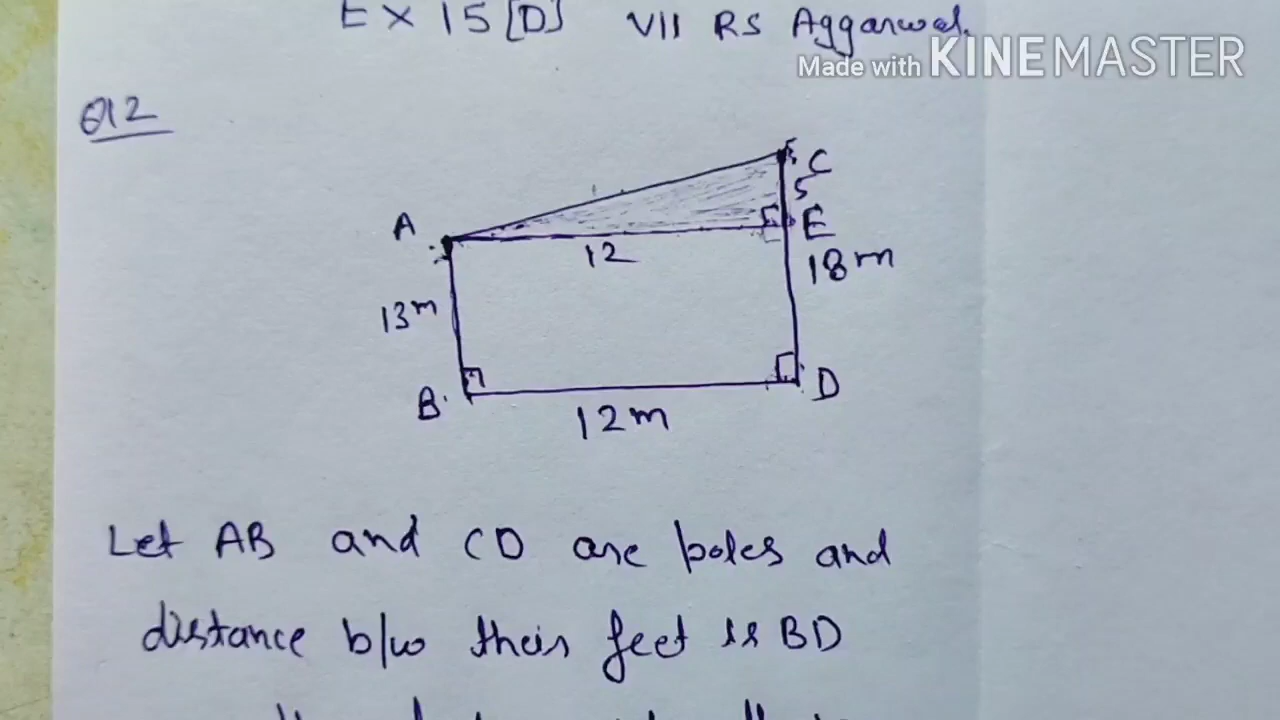 Ex 15 [D] VII RS Aggarwal.
Made with KINEMASTER
Q12
C
5
A
E
12
18m
13m
B
D
12m
Let AB and CD are poles and
distance b/w their feet is BD